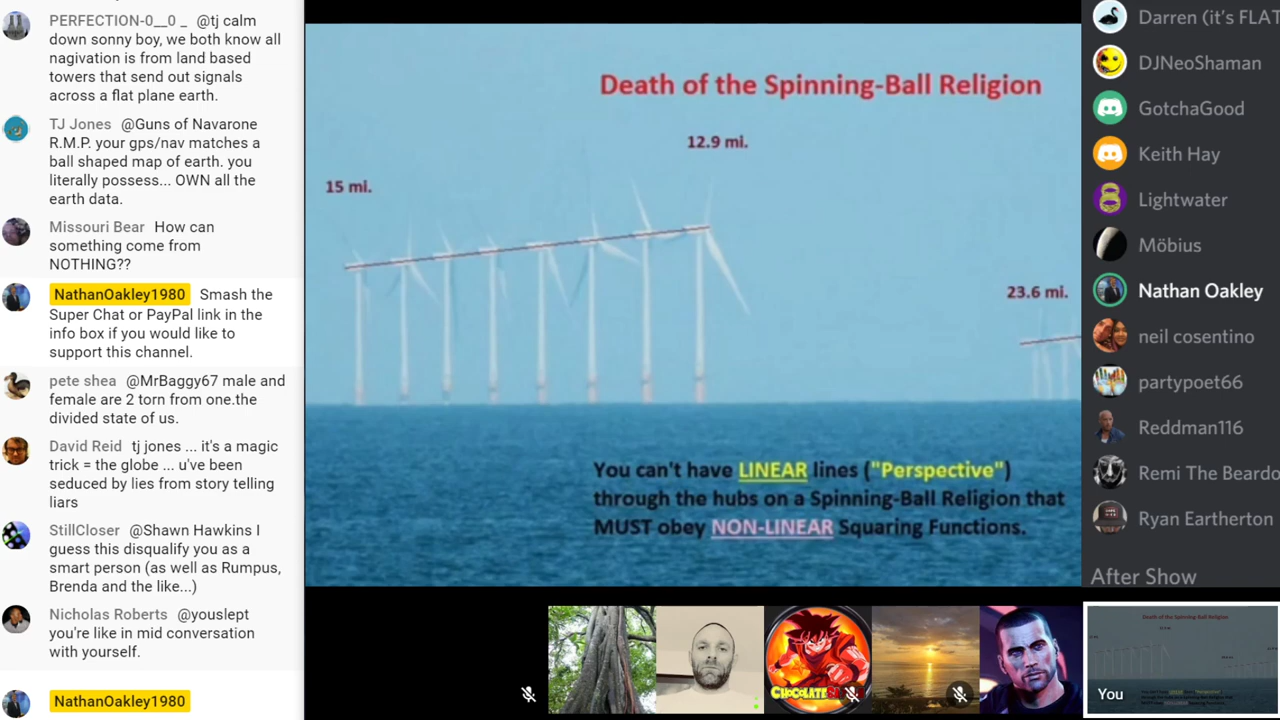 PERFECTION-0__0 _ @tj calm
down sonny boy, we both know all
nagivation is from land based
towers that send out signals
across a flat plane earth.
TJ Jones @Guns of Navarone
R.M.P. your gps/nav matches a
ball shaped map of earth. you
literally possess... OWN all the
earth data.
Missouri Bear How can
something come from
NOTHING??
NathanOakley1980 Smash the
Super Chat or PayPal link in the
info box if you would like to
support this channel.
pete shea @MrBaggy67 male and
female are 2 torn from one.the
divided state of us.
David Reid tj jones ... it's a magic
trick = the globe ... u've been
seduced by lies from story telling
liars
StillCloser @Shawn Hawkins I
guess this disqualify you as a
smart person (as well as Rumpus,
Brenda and the like...)
Nicholas Roberts @youslept
you're like in mid conversation
with yourself.
NathanOakley1980
Death of the Spinning-Ball Religion
12.9 mi.
15 mi.
23.6 mi.
You can't have LINEAR lines ("Perspective")
through the hubs on a Spinning-Ball Religion that
MUST obey NON-LINEAR Squaring Functions.
CHOCOLATE
You
Darren (it's FLAT
DJNeoShaman
GotchaGood
Keith Hay
Lightwater
Möbius
Nathan Oakley
neil cosentino
partypoet66
Reddman116
Remi The Beardo
Ryan Eartherton
After Show